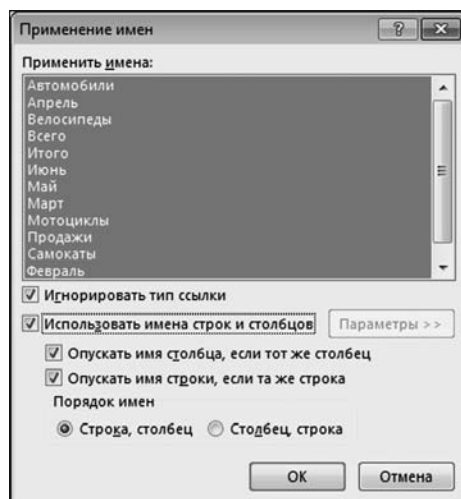 Применение имен
Применить имена:
Автомобили
Апрель
Велосипеды
Всего
Итого
Июнь
Май
Март
Мотоциклы
Продажи
Самокаты
Февраль
Игнорировать тип ссылки
Использовать имена строк и столбцов
Параметры >>
Опускать имя столбца, если тот же столбец
Опускать имя строки, если та же строка
Порядок имен
Строка, столбец
Столбец, строка
ОК
Отмена